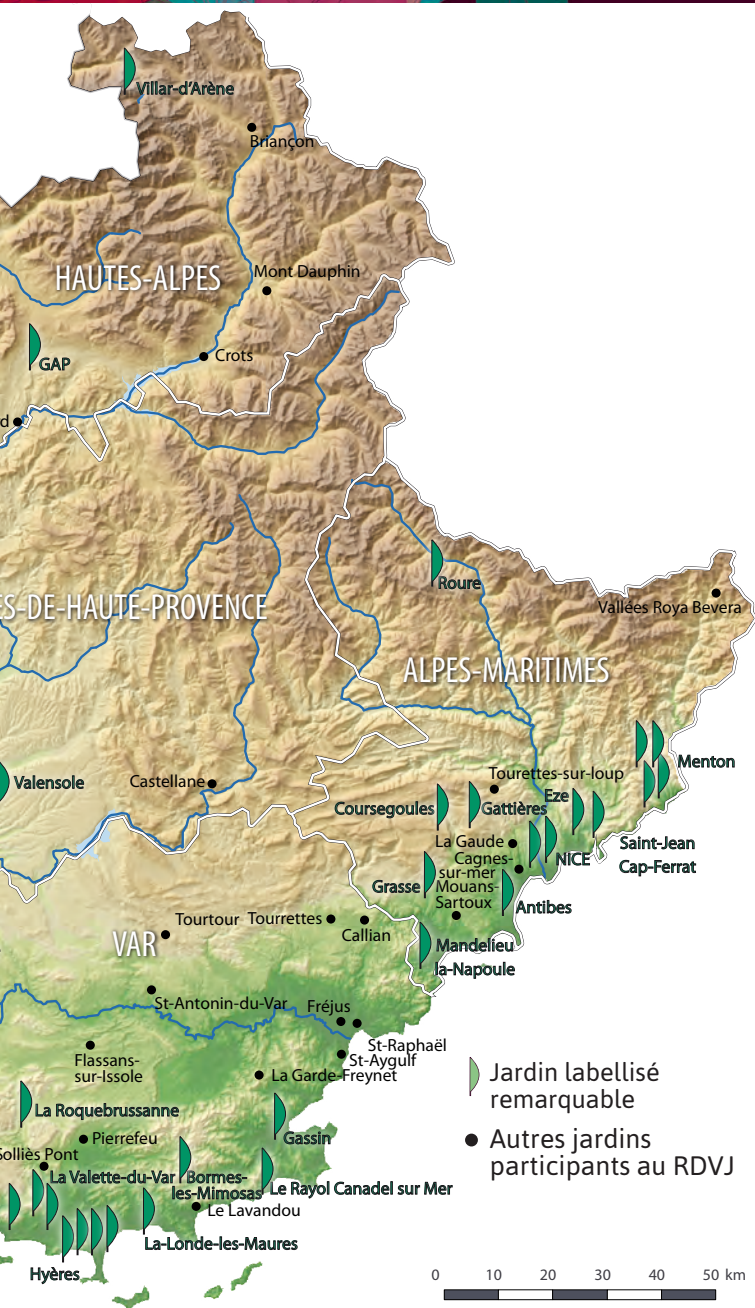 Villar-d'Arène
Briançon
HAUTES-ALPES
Mont Dauphin
GAP
Crots
d
Roure
ES-DE-HAUTE-PROVENCE
Vallées Roya Bevera
ALPES-MARITIMES
Menton
Tourettes-sur-loup
Valensole
Castellane
Eze
Coursegoules
Gattières
La Gaude
Saint-Jean
Cap-Ferrat
NICE
Cagnes-
sur-mer
Grasse
Mouans-
Sartoux
Antibes
Tourtour
Tourrettes
Callian
VAR
Mandelieu
la-Napoule
St-Antonin-du-Var
Fréjus
St-Raphaël
St-Aygulf
Flassans-
sur-Issole
La Garde-Freynet
La Roquebrussanne
Gassin
Pierrefeu
Solliès Pont
La Valette-du-Var
Bormes-
les-Mimosas
Le Rayol Canadel sur Mer
Le Lavandou
La-Londe-les-Maures
Hyères
Jardin labellisé
remarquable
Autres jardins
participants au RDVJ
0 10 20 30 40 50 km